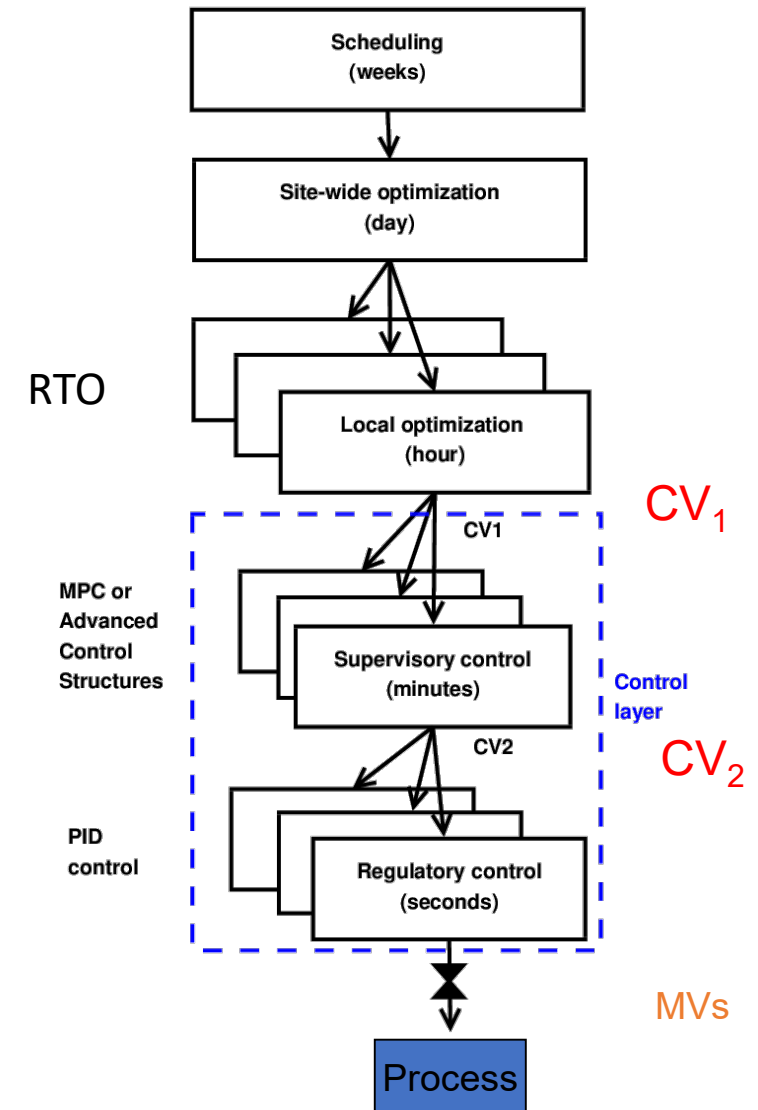 Scheduling
(weeks)
Site-wide optimization
(day)
RTO
Local optimization
(hour)
CV1
CV1
MPC or
Advanced
Control
Structures
Supervisory control
(minutes)
Control
layer
CV2
CV2
PID
control
Regulatory control
(seconds)
MVs
Process